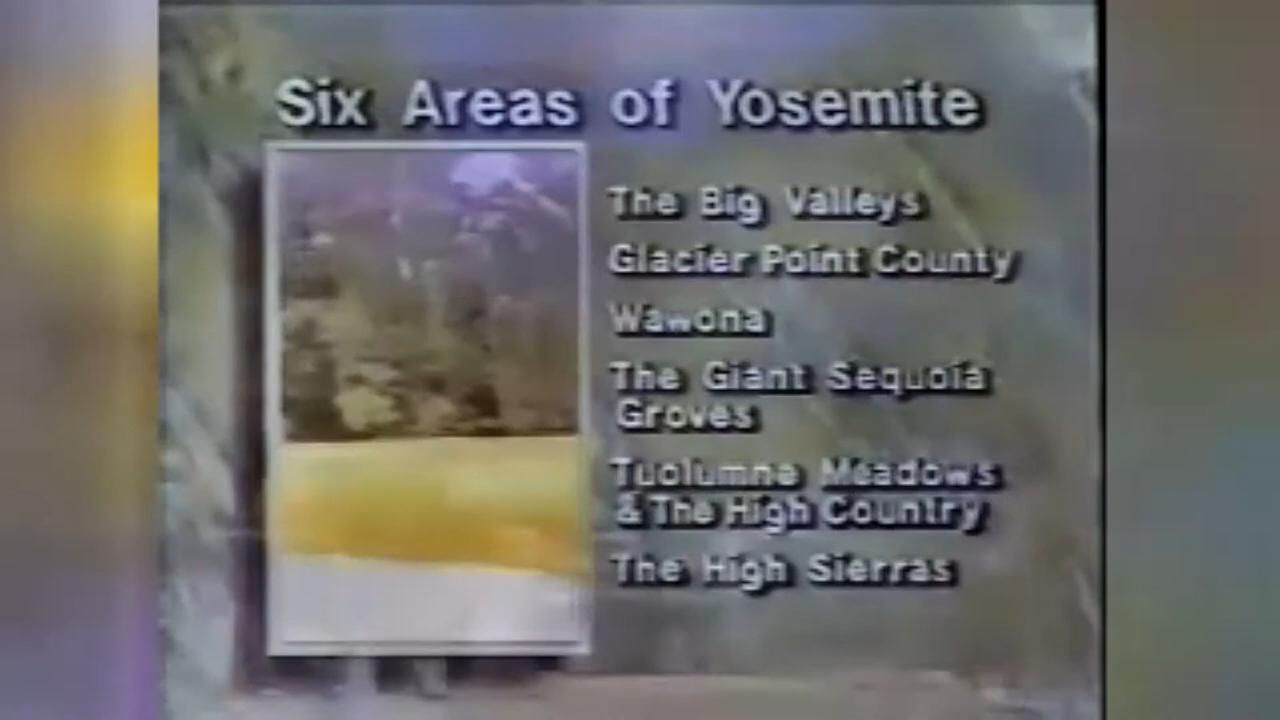 Six Areas of Yosemite
The Big Valleys
Glacier Point County
Wawona
The Giant Sequoia
Groves
Tuolumne Meadows
& The High Country
The High Sierras